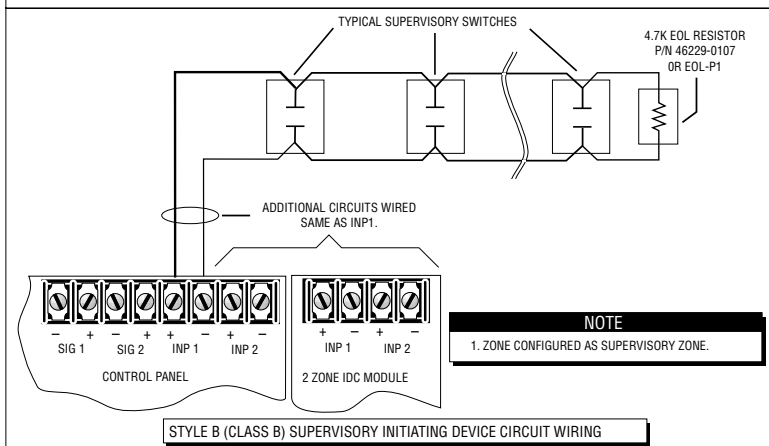 TYPICAL SUPERVISORY SWITCHES
4.7K EOL RESISTOR
P/N 46229-0107
OR EOL-P1
ADDITIONAL CIRCUITS WIRED
SAME AS INP1.
– + – + + – + –
SIG 1 SIG 2 INP 1 INP 2
CONTROL PANEL
+ – + –
INP 1 INP 2
2 ZONE IDC MODULE
NOTE
1. ZONE CONFIGURED AS SUPERVISORY ZONE.
STYLE B (CLASS B) SUPERVISORY INITIATING DEVICE CIRCUIT WIRING